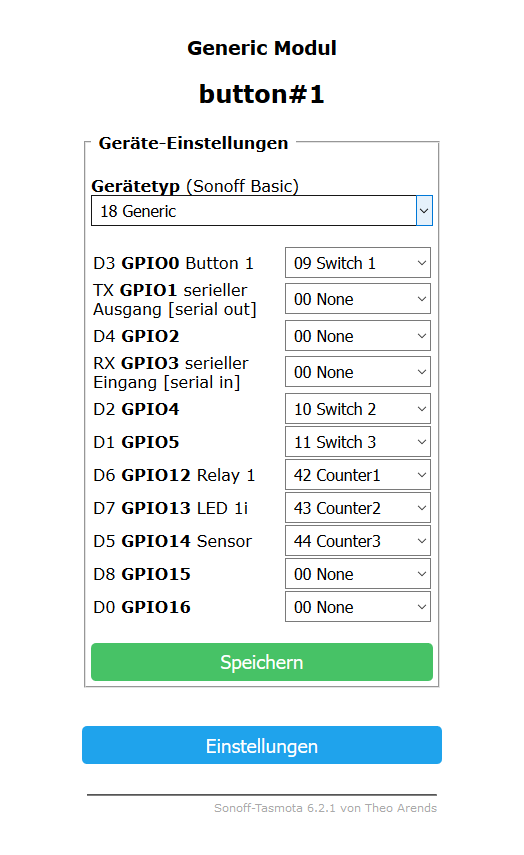 Generic Modul
button#1
Geräte-Einstellungen
Gerätetyp (Sonoff Basic)
18 Generic
D3 GPIO0 Button 1 09 Switch 1
TX GPIO1 serieller
Ausgang [serial out] 00 None
D4 GPIO2 00 None
RX GPIO3 serieller
Eingang [serial in] 00 None
D2 GPIO4 10 Switch 2
D1 GPIO5 11 Switch 3
D6 GPIO12 Relay 1 42 Counter1
D7 GPIO13 LED 1i 43 Counter2
D5 GPIO14 Sensor 44 Counter3
D8 GPIO15 00 None
D0 GPIO16 00 None
Speichern
Einstellungen
Sonoff-Tasmota 6.2.1 von Theo Arends